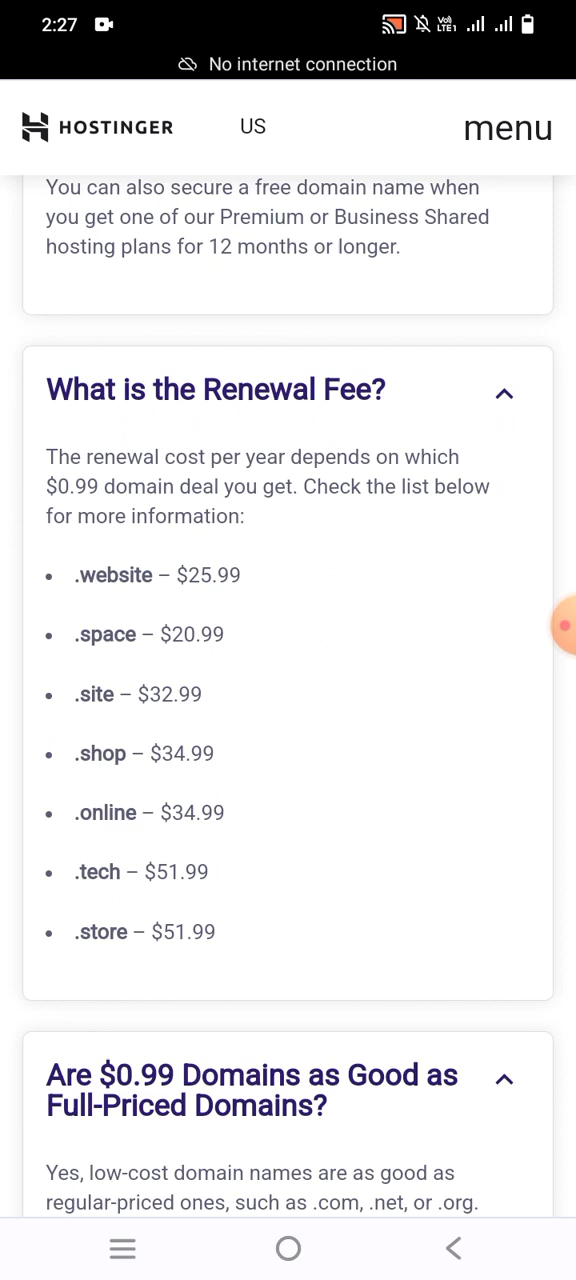 2:27
Vo) LTE1
No internet connection
HOSTINGER
US
menu
You can also secure a free domain name when
you get one of our Premium or Business Shared
hosting plans for 12 months or longer.
What is the Renewal Fee?
The renewal cost per year depends on which
$0.99 domain deal you get. Check the list below
for more information:
• .website – $25.99
• .space – $20.99
• .site – $32.99
• .shop – $34.99
• .online – $34.99
• .tech – $51.99
• .store – $51.99
Are $0.99 Domains as Good as
Full-Priced Domains?
Yes, low-cost domain names are as good as
regular-priced ones, such as .com, .net, or .org.